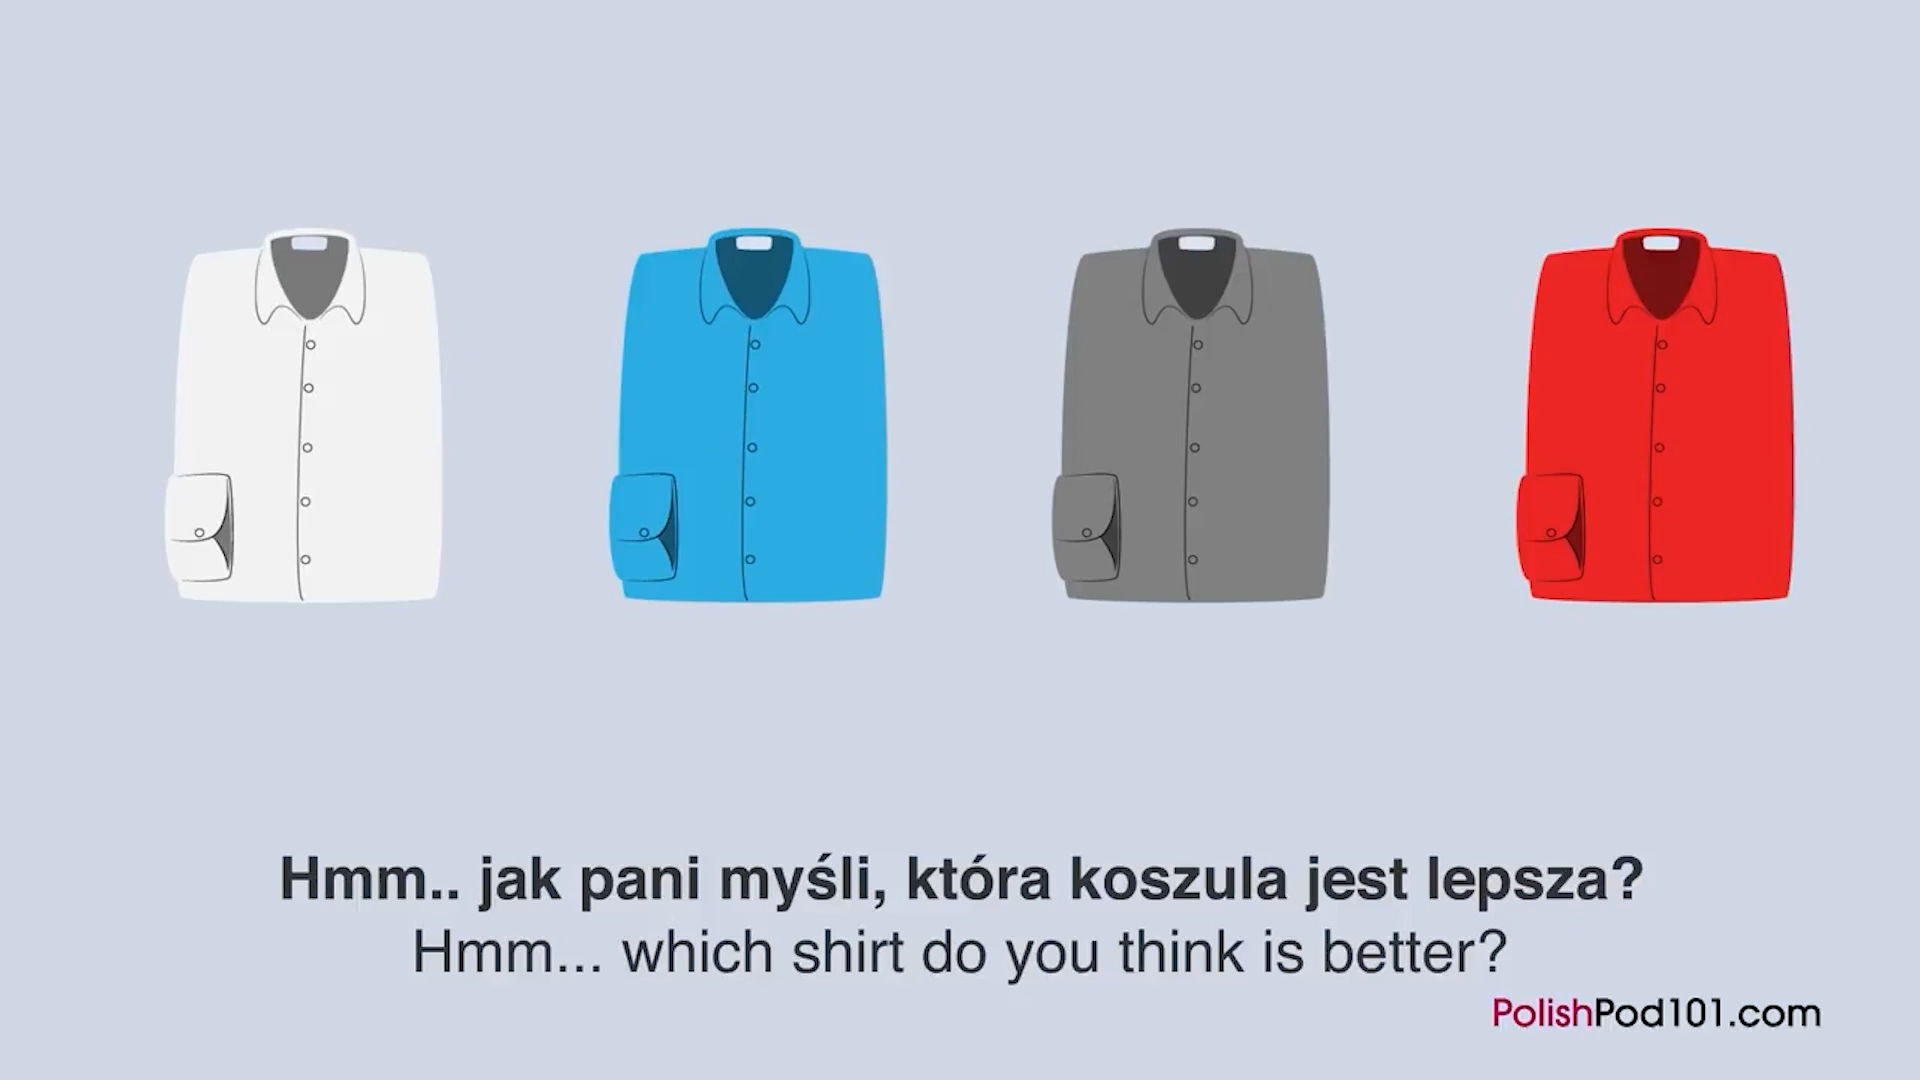 Hmm.. jak pani myśli, która koszula jest lepsza?
Hmm... which shirt do you think is better?
PolishPod101.com